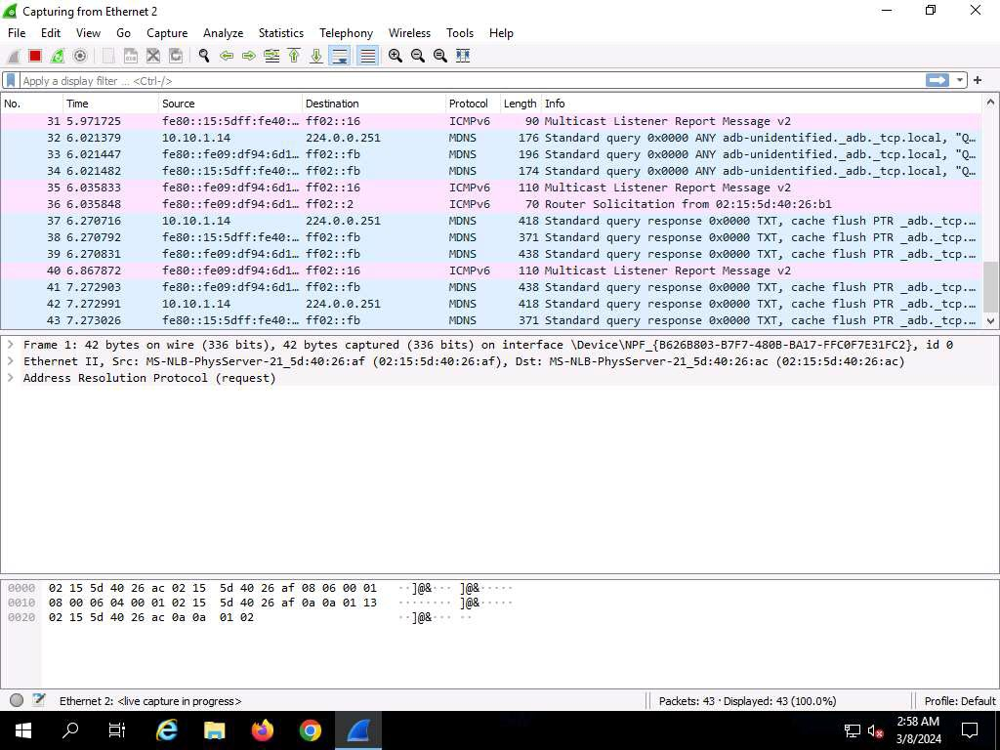 Capturing from Ethernet 2
File Edit View Go Capture Analyze Statistics Telephony Wireless Tools Help
Apply a display filter ... <Ctrl-/>
No. Time Source Destination Protocol Length Info
31 5.971725 fe80::15:5dff:fe40:… ff02::16 ICMPv6 90 Multicast Listener Report Message v2
32 6.021379 10.10.1.14 224.0.0.251 MDNS 176 Standard query 0x0000 ANY adb-unidentified._adb._tcp.local, "Q…
33 6.021447 fe80::fe09:df94:6d1… ff02::fb MDNS 196 Standard query 0x0000 ANY adb-unidentified._adb._tcp.local, "Q…
34 6.021482 fe80::fe09:df94:6d1… ff02::fb MDNS 174 Standard query 0x0000 ANY adb-unidentified._adb._tcp.local, "Q…
35 6.035833 fe80::fe09:df94:6d1… ff02::16 ICMPv6 110 Multicast Listener Report Message v2
36 6.035848 fe80::fe09:df94:6d1… ff02::2 ICMPv6 70 Router Solicitation from 02:15:5d:40:26:b1
37 6.270716 10.10.1.14 224.0.0.251 MDNS 418 Standard query response 0x0000 TXT, cache flush PTR _adb._tcp.…
38 6.270792 fe80::fe09:df94:6d1… ff02::fb MDNS 371 Standard query response 0x0000 TXT, cache flush PTR _adb._tcp.…
39 6.270831 fe80::fe09:df94:6d1… ff02::fb MDNS 438 Standard query response 0x0000 TXT, cache flush PTR _adb._tcp.…
40 6.867872 fe80::fe09:df94:6d1… ff02::16 ICMPv6 110 Multicast Listener Report Message v2
41 7.272903 fe80::fe09:df94:6d1… ff02::fb MDNS 438 Standard query response 0x0000 TXT, cache flush PTR _adb._tcp.…
42 7.272991 10.10.1.14 224.0.0.251 MDNS 418 Standard query response 0x0000 TXT, cache flush PTR _adb._tcp.…
43 7.273026 fe80::15:5dff:fe40:… ff02::fb MDNS 371 Standard query response 0x0000 TXT, cache flush PTR _adb._tcp.…
Frame 1: 42 bytes on wire (336 bits), 42 bytes captured (336 bits) on interface \Device\NPF_{B626B803-B7F7-480B-BA17-FFC0F7E31FC2}, id 0
Ethernet II, Src: MS-NLB-PhysServer-21_5d:40:26:af (02:15:5d:40:26:af), Dst: MS-NLB-PhysServer-21_5d:40:26:ac (02:15:5d:40:26:ac)
Address Resolution Protocol (request)
0000 02 15 5d 40 26 ac 02 15 5d 40 26 af 08 06 00 01 ··]@&··· ]@&·····
0010 08 00 06 04 00 01 02 15 5d 40 26 af 0a 0a 01 13 ········ ]@&·····
0020 02 15 5d 40 26 ac 0a 0a 01 02 ··]@&··· ··
Ethernet 2: <live capture in progress> Packets: 43 · Displayed: 43 (100.0%) Profile: Default
2:58 AM
3/8/2024